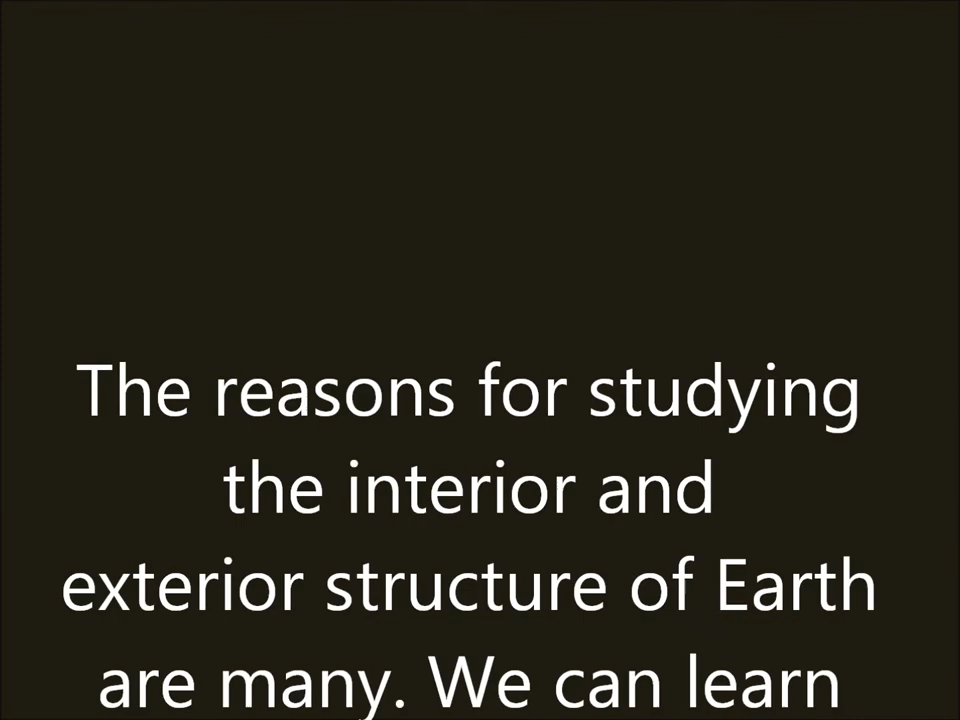 The reasons for studying
the interior and
exterior structure of Earth
are many. We can learn